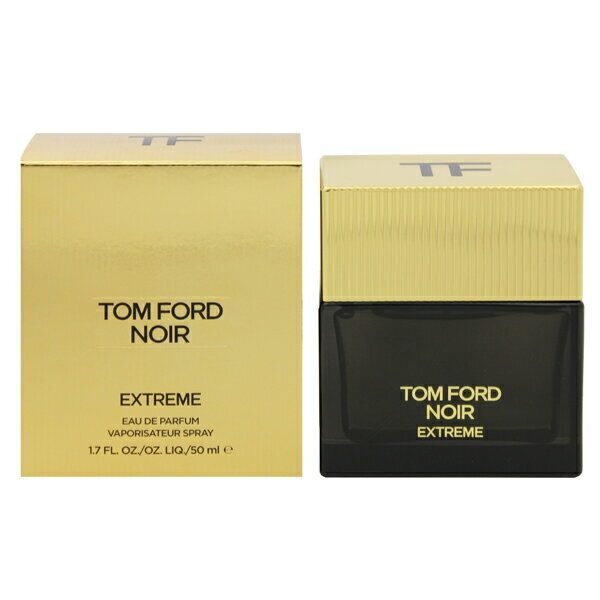 TF
TOM FORD
NOIR
EXTREME
EAU DE PARFUM
VAPORISATEUR SPRAY
1.7 FL. OZ./OZ. LIQ./50 ml ℮
TF
TOM FORD
NOIR
EXTREME